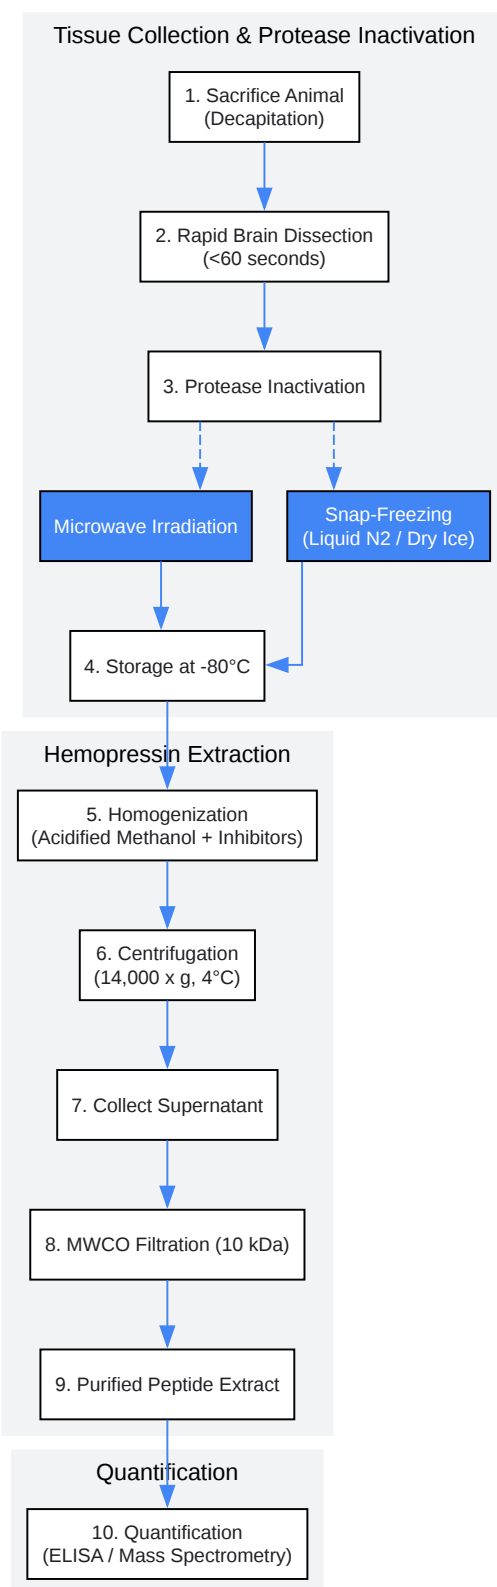 Tissue Collection & Protease Inactivation
1. Sacrifice Animal
(Decapitation)
2. Rapid Brain Dissection
(<60 seconds)
3. Protease Inactivation
Microwave Irradiation
Snap-Freezing
(Liquid N2 / Dry Ice)
4. Storage at -80°C
Hemopressin Extraction
5. Homogenization
(Acidified Methanol + Inhibitors)
6. Centrifugation
(14,000 x g, 4°C)
7. Collect Supernatant
8. MWCO Filtration (10 kDa)
9. Purified Peptide Extract
Quantification
10. Quantification
(ELISA / Mass Spectrometry)